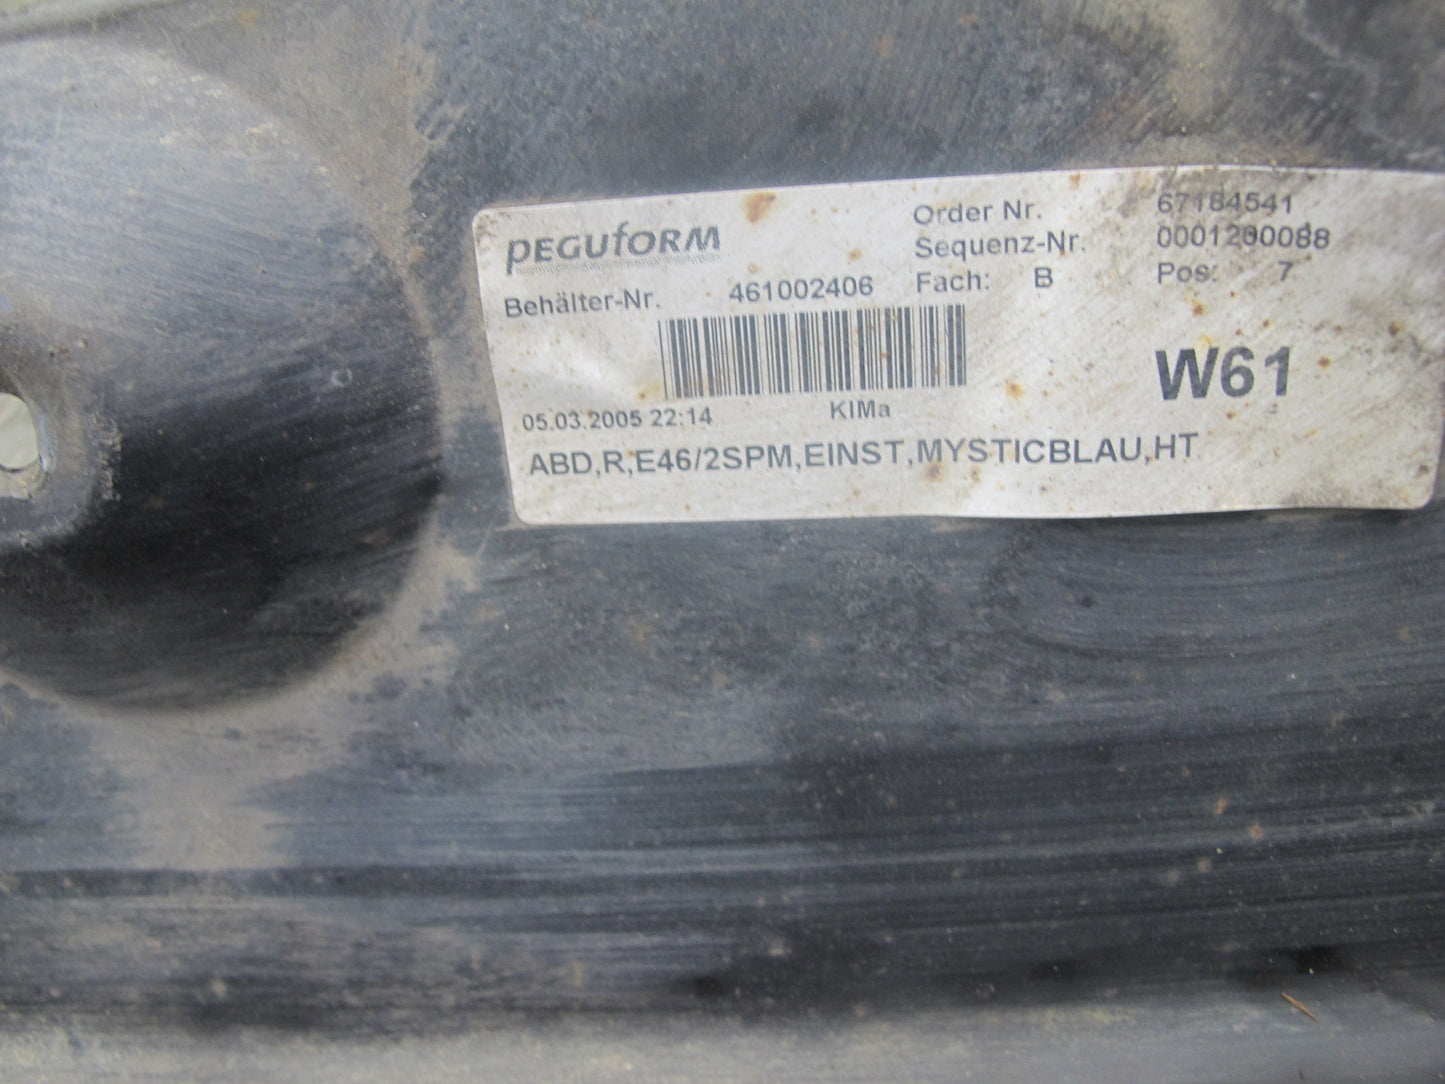 PEGUFORM
Order Nr. 67184541
Sequenz-Nr. 0001200088
Behälter-Nr. 461002406 Fach: B Pos: 7
W61
05.03.2005 22:14 KIMa
ABD,R,E46/2SPM,EINST,MYSTICBLAU,HT